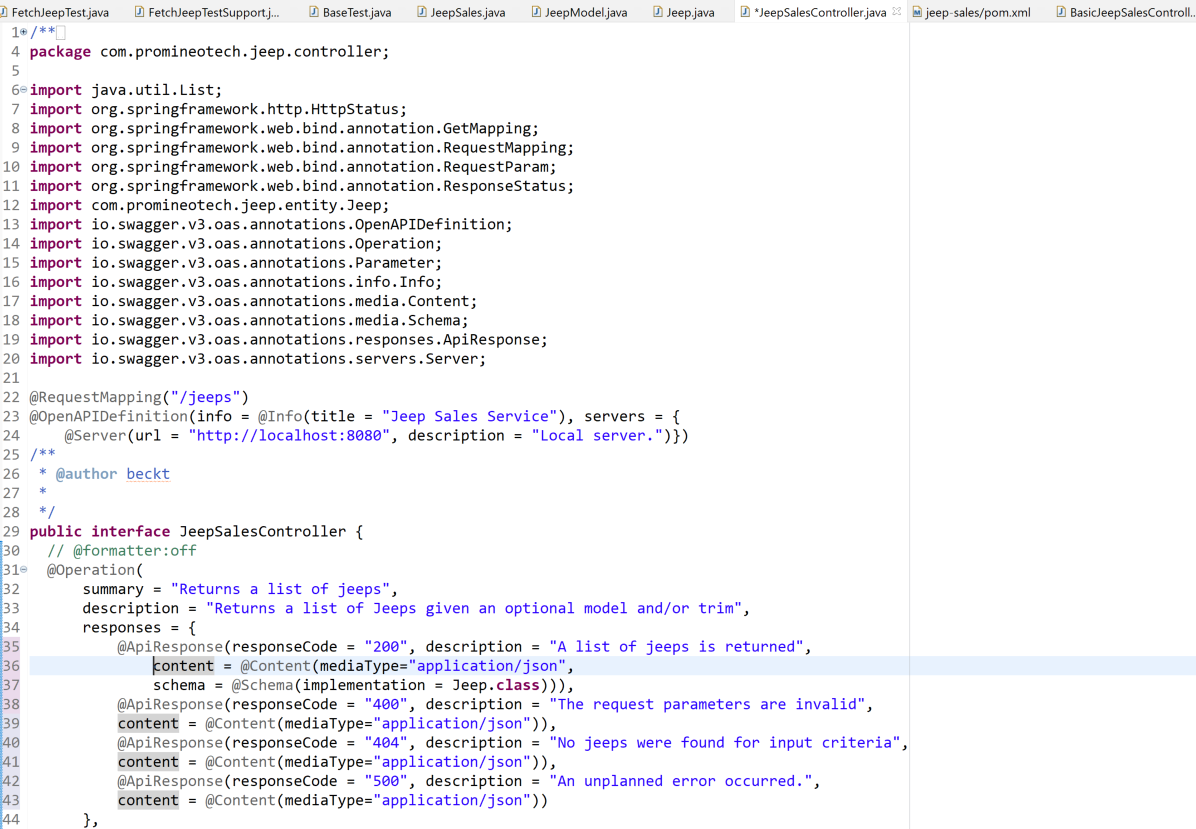 FetchJeepTest.java FetchJeepTestSupport.j... BaseTest.java JeepSales.java JeepModel.java Jeep.java *JeepSalesController.java jeep-sales/pom.xml BasicJeepSalesControll...
1 /**
4 package com.promineotech.jeep.controller;
5
6 import java.util.List;
7 import org.springframework.http.HttpStatus;
8 import org.springframework.web.bind.annotation.GetMapping;
9 import org.springframework.web.bind.annotation.RequestMapping;
10 import org.springframework.web.bind.annotation.RequestParam;
11 import org.springframework.web.bind.annotation.ResponseStatus;
12 import com.promineotech.jeep.entity.Jeep;
13 import io.swagger.v3.oas.annotations.OpenAPIDefinition;
14 import io.swagger.v3.oas.annotations.Operation;
15 import io.swagger.v3.oas.annotations.Parameter;
16 import io.swagger.v3.oas.annotations.info.Info;
17 import io.swagger.v3.oas.annotations.media.Content;
18 import io.swagger.v3.oas.annotations.media.Schema;
19 import io.swagger.v3.oas.annotations.responses.ApiResponse;
20 import io.swagger.v3.oas.annotations.servers.Server;
21
22 @RequestMapping("/jeeps")
23 @OpenAPIDefinition(info = @Info(title = "Jeep Sales Service"), servers = {
24     @Server(url = "http://localhost:8080", description = "Local server.")})
25 /**
26  * @author beckt
27  *
28  */
29 public interface JeepSalesController {
30   // @formatter:off
31   @Operation(
32       summary = "Returns a list of jeeps",
33       description = "Returns a list of Jeeps given an optional model and/or trim",
34       responses = {
35           @ApiResponse(responseCode = "200", description = "A list of jeeps is returned",
36               content = @Content(mediaType="application/json",
37               schema = @Schema(implementation = Jeep.class))),
38           @ApiResponse(responseCode = "400", description = "The request parameters are invalid",
39           content = @Content(mediaType="application/json")),
40           @ApiResponse(responseCode = "404", description = "No jeeps were found for input criteria",
41           content = @Content(mediaType="application/json")),
42           @ApiResponse(responseCode = "500", description = "An unplanned error occurred.",
43           content = @Content(mediaType="application/json"))
44       },